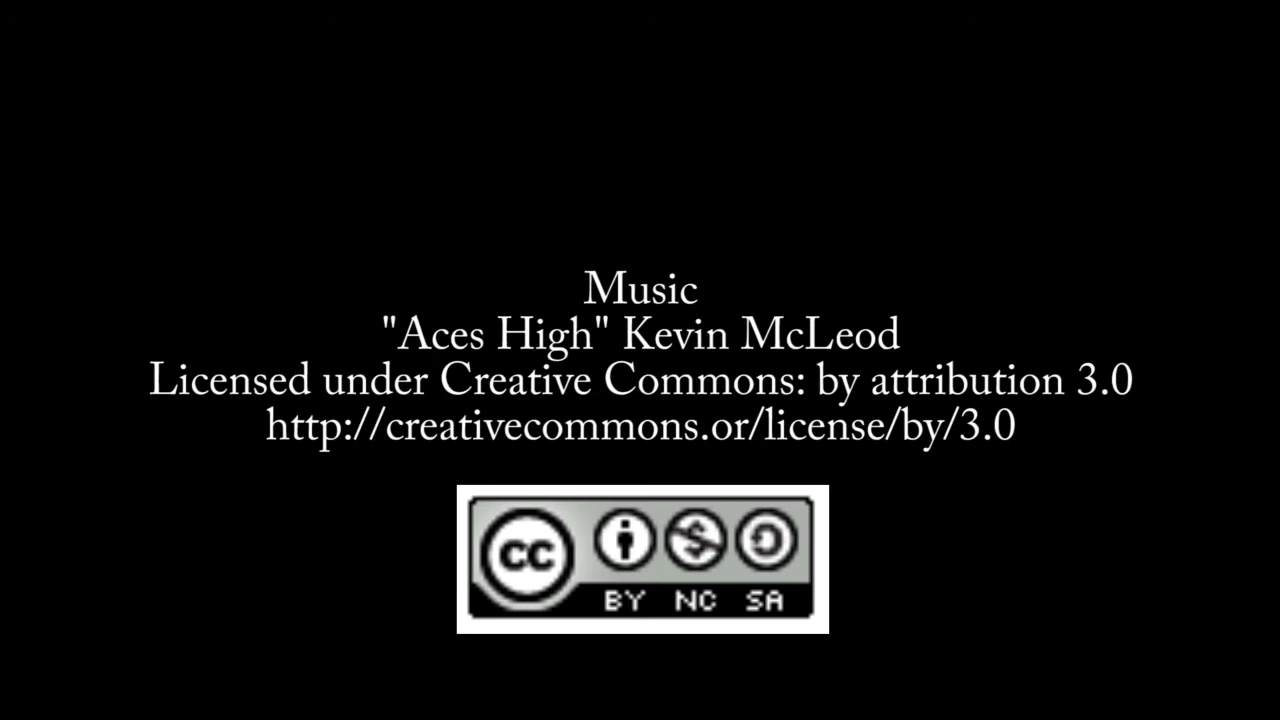 Music
"Aces High" Kevin McLeod
Licensed under Creative Commons: by attribution 3.0
http://creativecommons.or/license/by/3.0
CC
BY NC SA